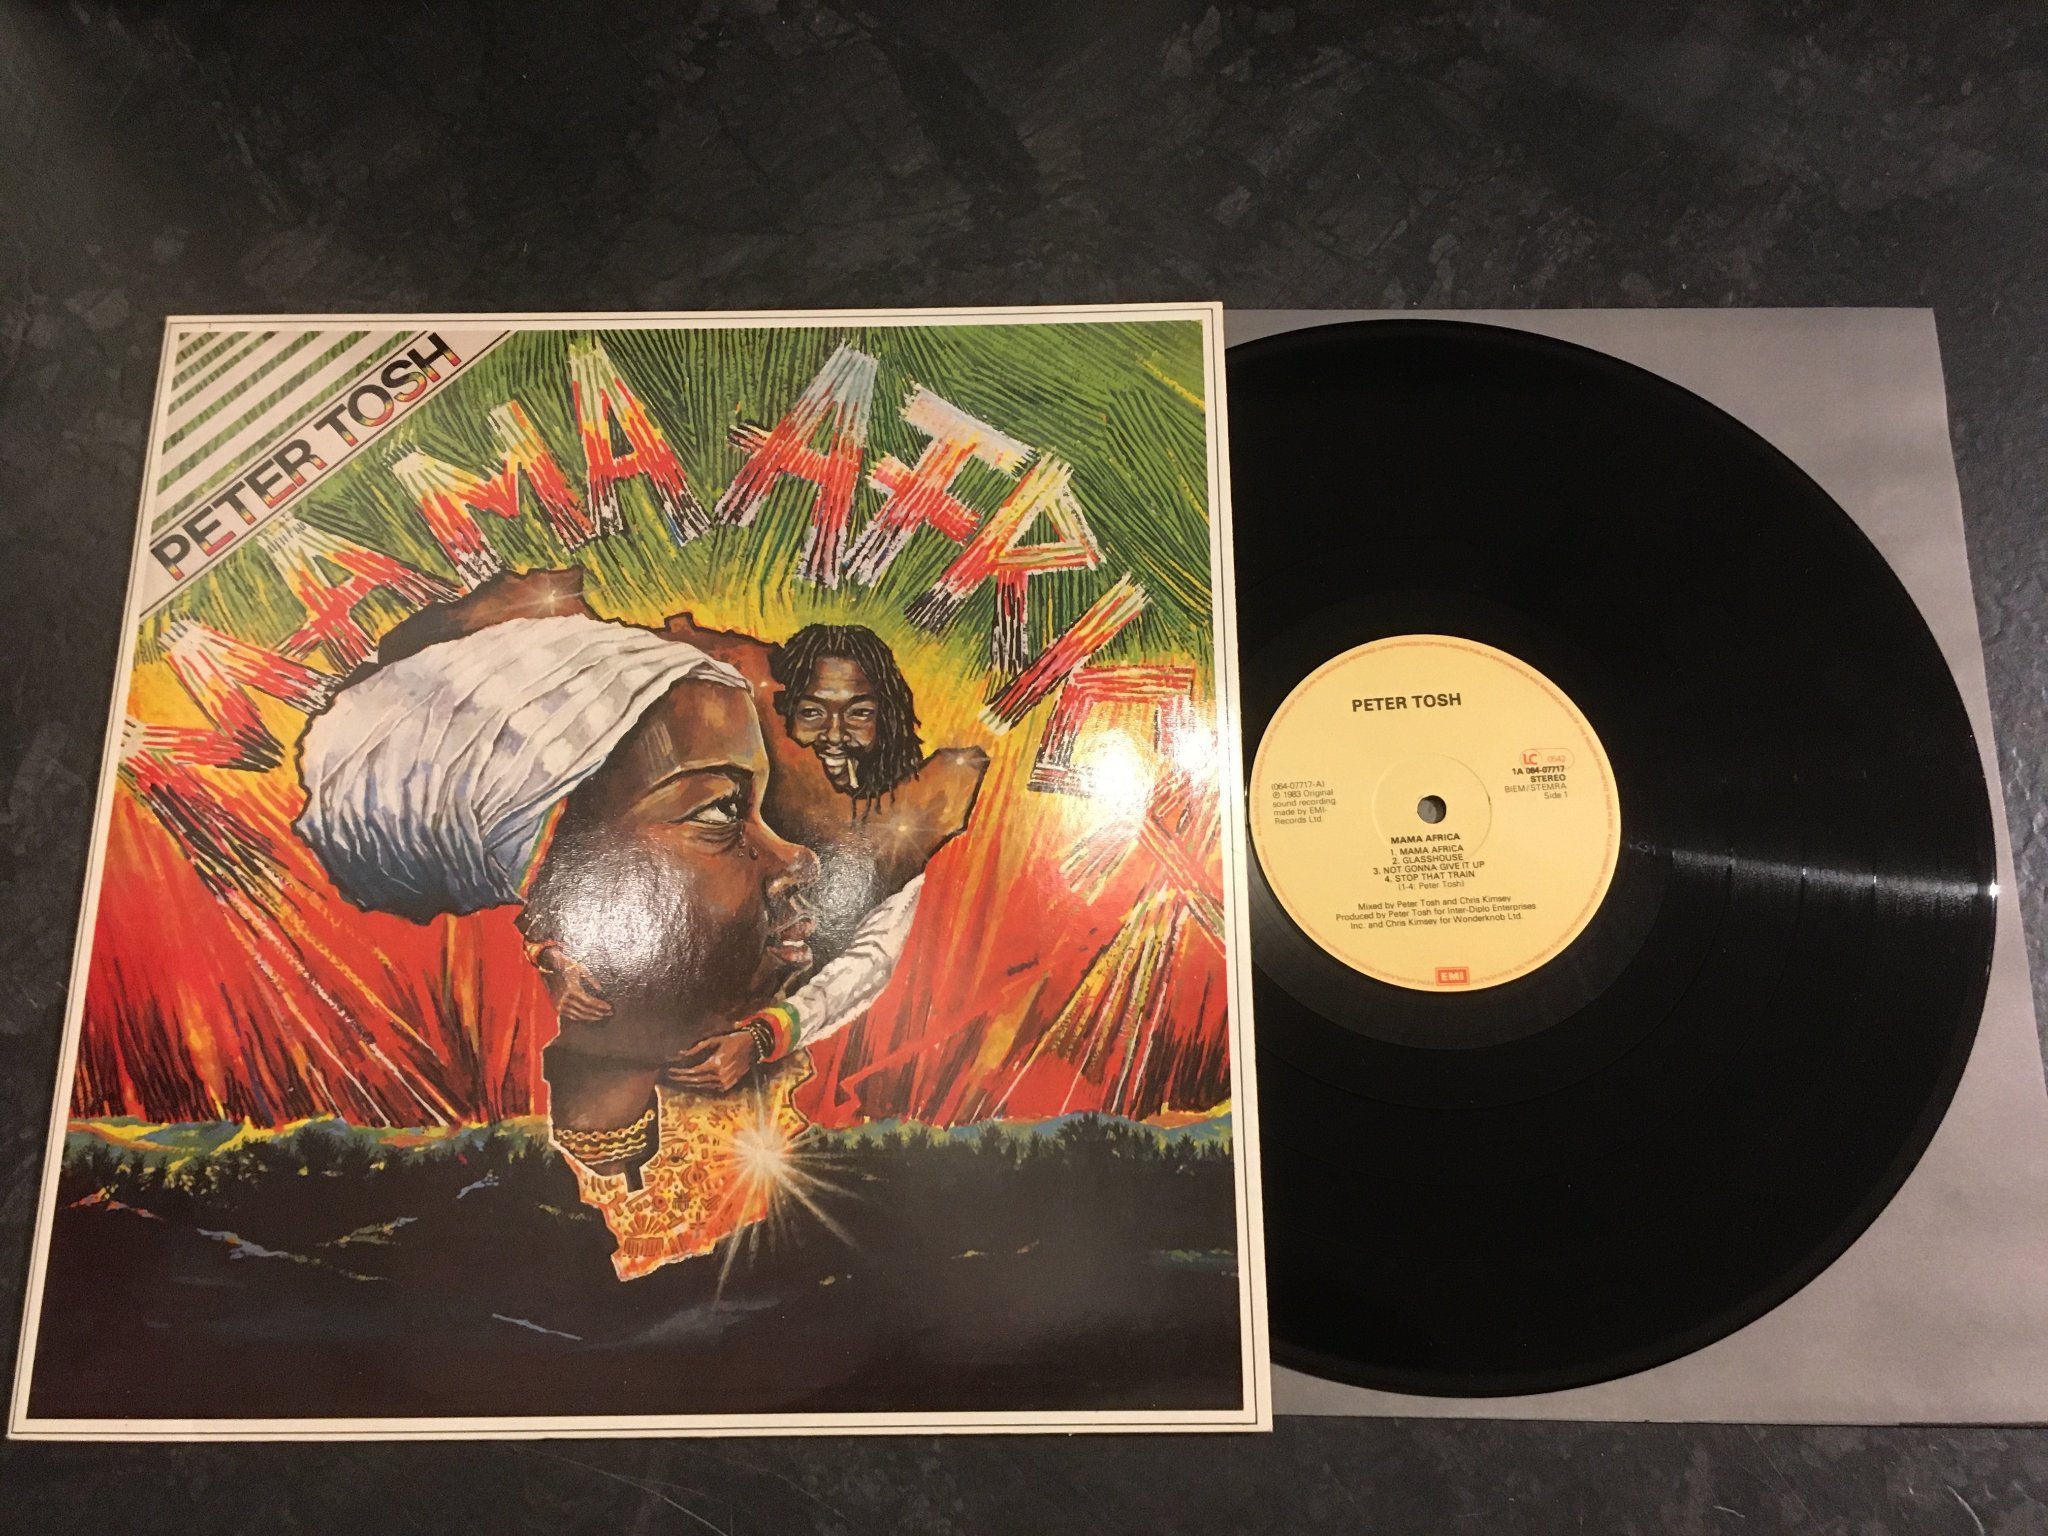 PETER TOSH
MAMA AFRICA
PETER TOSH
LC 0542
1A 064-07717
STEREO
BIEM/STEMRA
Side 1
(064-07717-A)
℗ 1983 Original
sound recording
made by EMI-
Records Ltd.
MAMA AFRICA
1. MAMA AFRICA
2. GLASSHOUSE
3. NOT GONNA GIVE IT UP
4. STOP THAT TRAIN
(1-4: Peter Tosh)
Mixed by Peter Tosh and Chris Kimsey
Produced by Peter Tosh for Inter-Diplo Enterprises
Inc. and Chris Kimsey for Wonderknob Ltd.
EMI